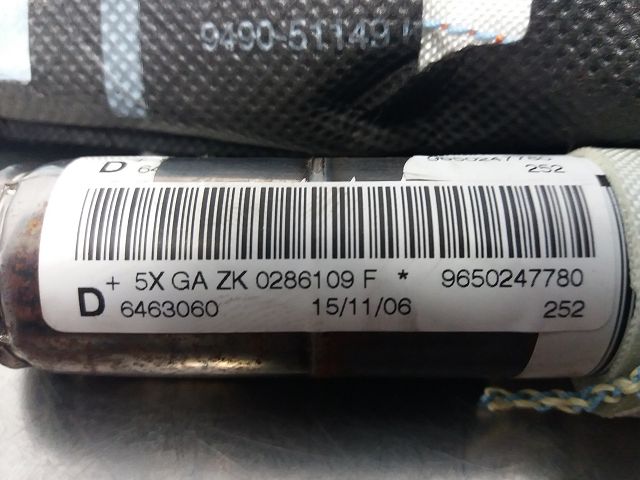 9490-51149
D
252
+ 5X GA ZK 0286109 F * 9650247780
D 6463060 15/11/06 252